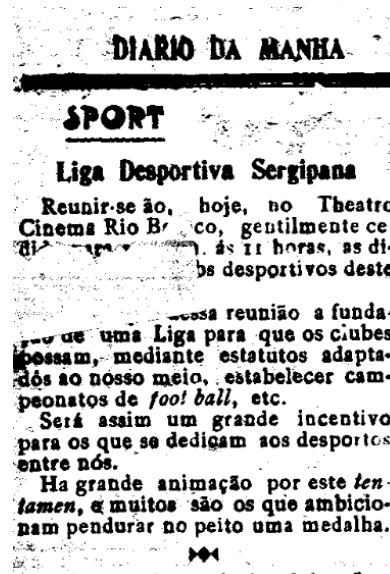 DIARIO DA MANHA
SPORT
Liga Desportiva Sergipana
Reunir-se ão, hoje, no Theatro
Cinema Rio gentilmente ce
ás 11 horas, as di-
desportivos deste
reunião a funda-
de uma Liga para que os clubes
possam, mediante estatutos adapta-
dos ao nosso meio, estabelecer cam-
peonatos de foot ball, etc.
Será assim um grande incentivo
para os que se dedicam aos desportos
entre nós.
Ha grande animação por este ten-
tamen, e muitos são os que ambicio-
nam pendurar no peito uma medalha.